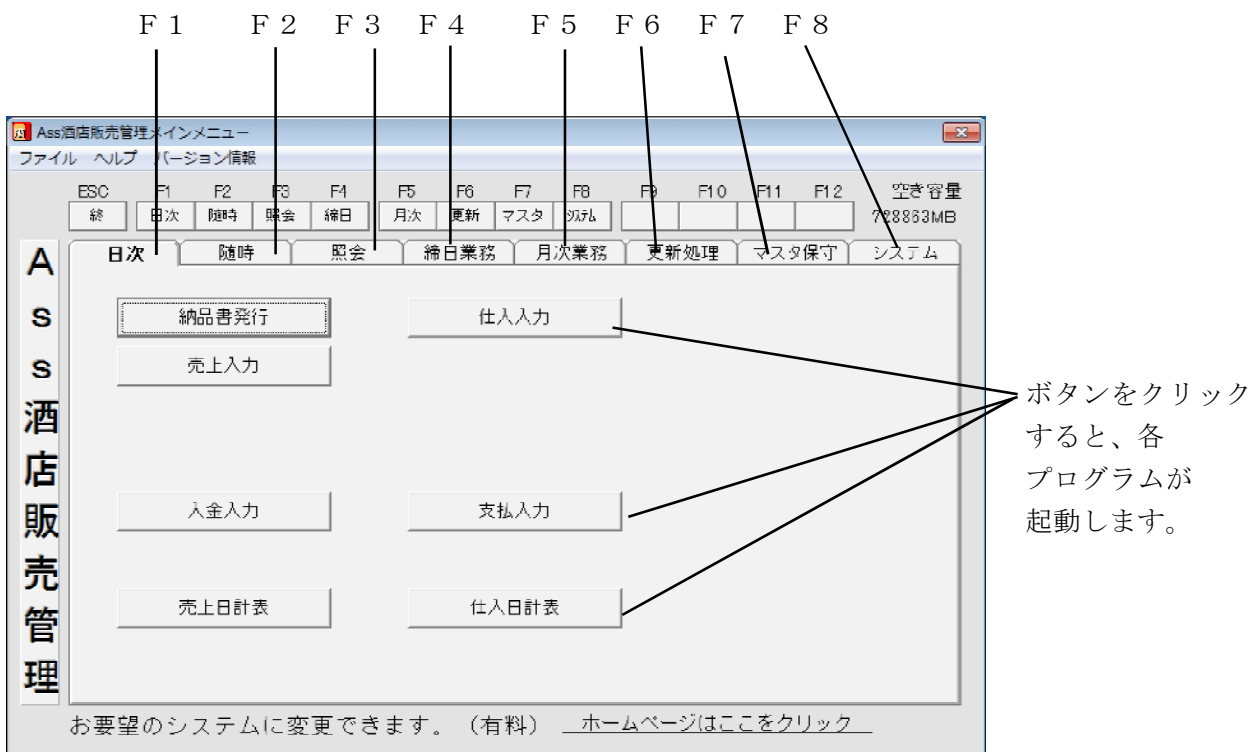 Ｆ１ Ｆ２ Ｆ３ Ｆ４ Ｆ５ Ｆ６ Ｆ７ Ｆ８
Ass酒店販売管理メインメニュー
ファイル ヘルプ バージョン情報
ESC F1 F2 F3 F4 F5 F6 F7 F8 F9 F10 F11 F12 空き容量
終 日次 随時 照会 締日 月次 更新 マスタ ｼｽﾃﾑ 728863MB
日次 随時 照会 締日業務 月次業務 更新処理 マスタ保守 システム
Ａｓｓ酒店販売管理
納品書発行 仕入入力
売上入力
入金入力 支払入力
売上日計表 仕入日計表
ボタンをクリック
すると、各
プログラムが
起動します。
お要望のシステムに変更できます。（有料） ホームページはここをクリック